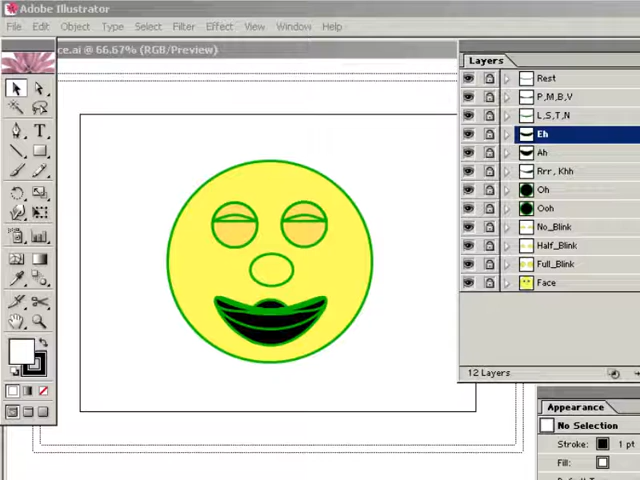 Adobe Illustrator
File Edit Object Type Select Filter Effect View Window Help
ce.ai @ 66.67% (RGB/Preview)
Layers
Rest
P,M,B,V
L,S,T,N
Eh
Ah
Rrr, Khh
Oh
Ooh
No_Blink
Half_Blink
Full_Blink
Face
12 Layers
Appearance
No Selection
Stroke: 1 pt
Fill: